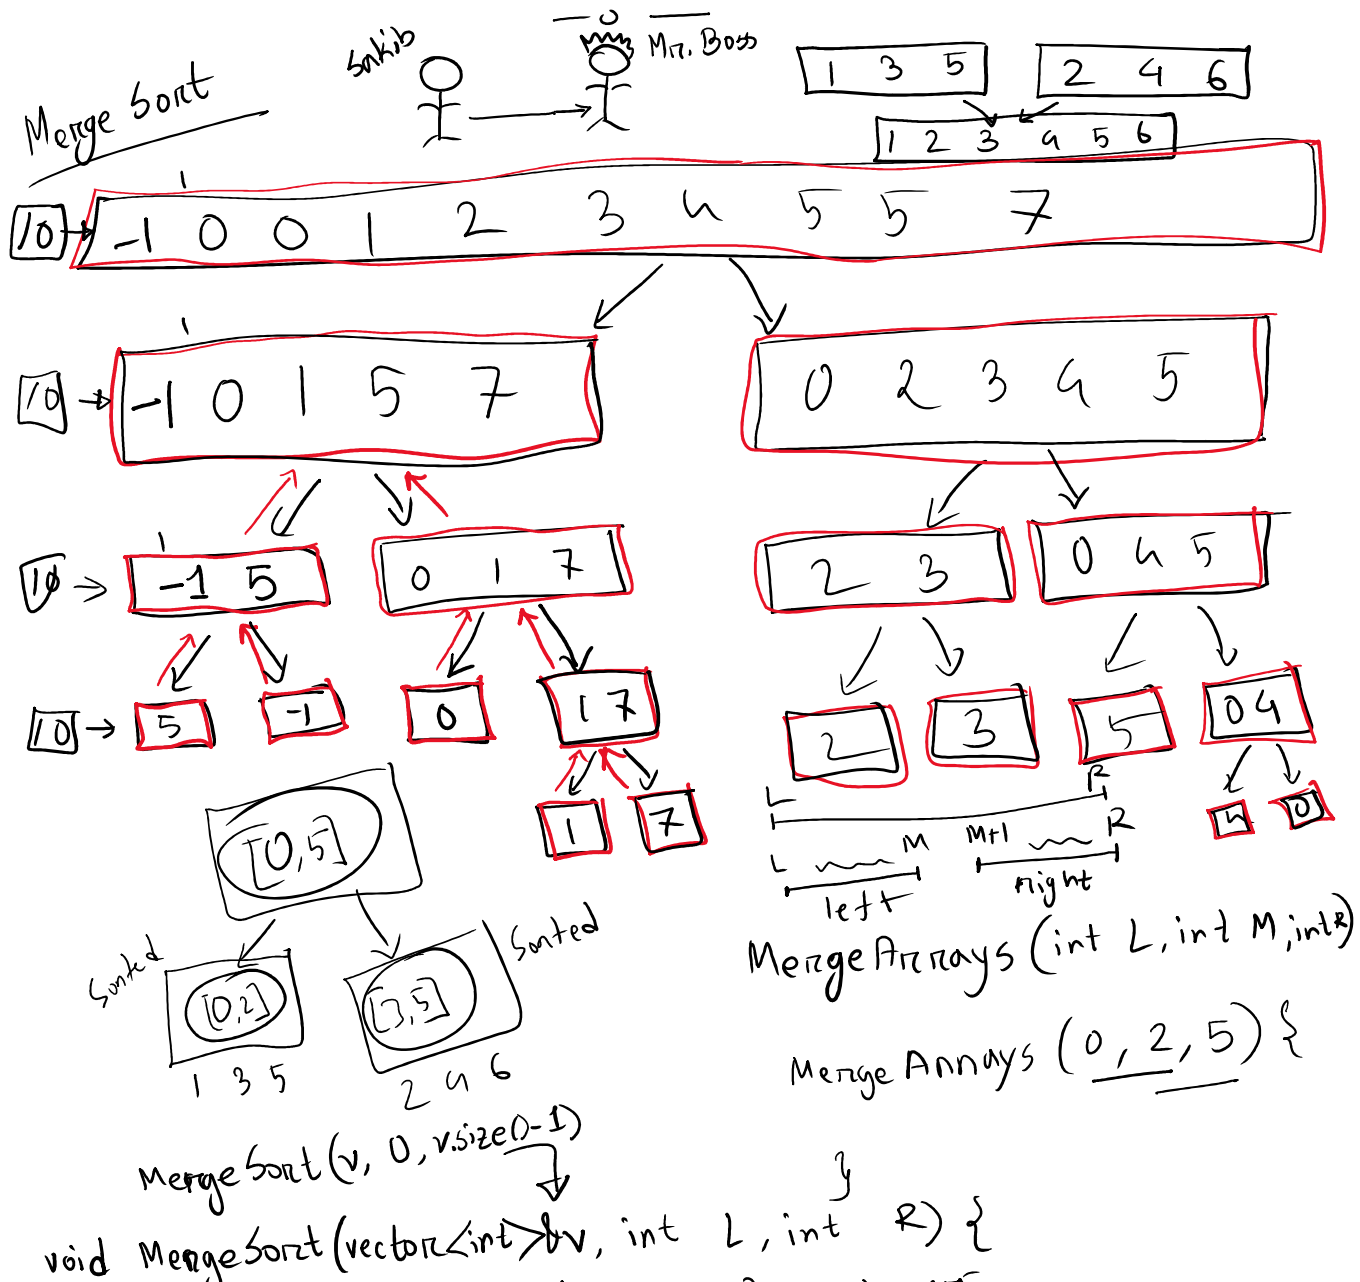 Sakib
Mr. Boss
1 3 5
2 4 6
1 2 3 4 5 6
Merge Sort
10 -1 0 0 1 2 3 4 5 5 7
10 -1 0 1 5 7
0 2 3 4 5
10 -1 5
0 1 7
2 3
0 4 5
10 5
-1
0
1 7
2
3
5
0 4
1
7
4
0
[0,5]
L R
L M M+1 R
left right
Sorted
Sorted
[0,2]
[3,5]
1 3 5
2 4 6
MergeArrays (int L, int M, int R)
MergeArrays (0, 2, 5) {
}
MergeSort(v, 0, v.size()-1)
void MergeSort(vector<int>&v, int L, int R) {